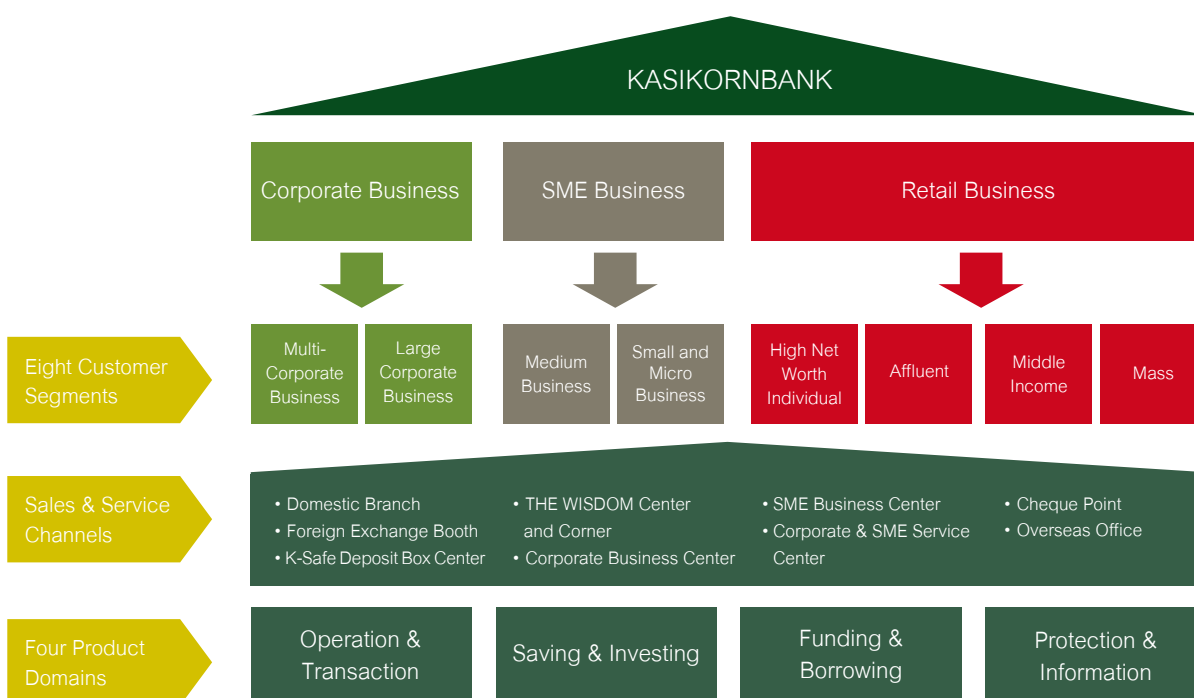 KASIKORNBANK
Corporate Business
SME Business
Retail Business
Eight Customer
Segments
Multi-
Corporate
Business
Large
Corporate
Business
Medium
Business
Small and
Micro
Business
High Net
Worth
Individual
Affluent
Middle
Income
Mass
Sales & Service
Channels
• Domestic Branch
• Foreign Exchange Booth
• K-Safe Deposit Box Center
• THE WISDOM Center
and Corner
• Corporate Business Center
• SME Business Center
• Corporate & SME Service
Center
• Cheque Point
• Overseas Office
Four Product
Domains
Operation &
Transaction
Saving & Investing
Funding &
Borrowing
Protection &
Information